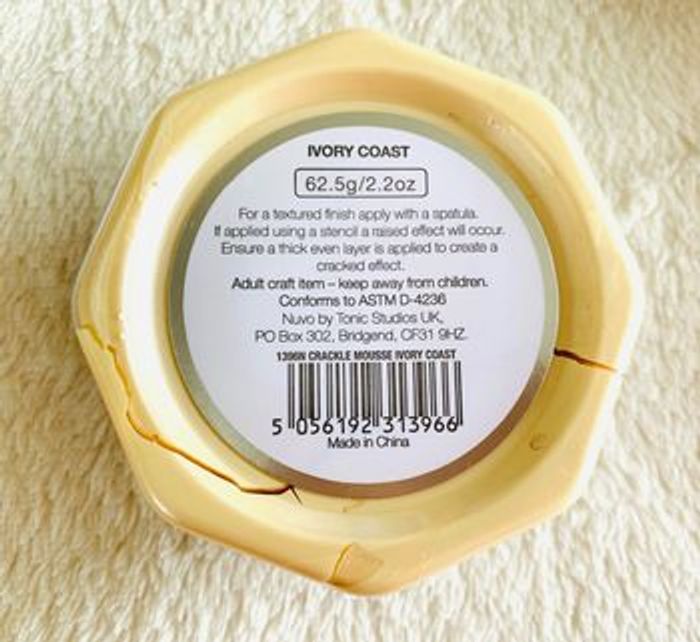 IVORY COAST
62.5g/2.2oz
For a textured finish apply with a spatula.
If applied using a stencil a raised effect will occur.
Ensure a thick even layer is applied to create a
cracked effect.
Adult craft item – keep away from children.
Conforms to ASTM D-4236
Nuvo by Tonic Studios UK,
PO Box 302, Bridgend, CF31 9HZ.
1396N CRACKLE MOUSSE IVORY COAST
5 056192 313966
Made in China